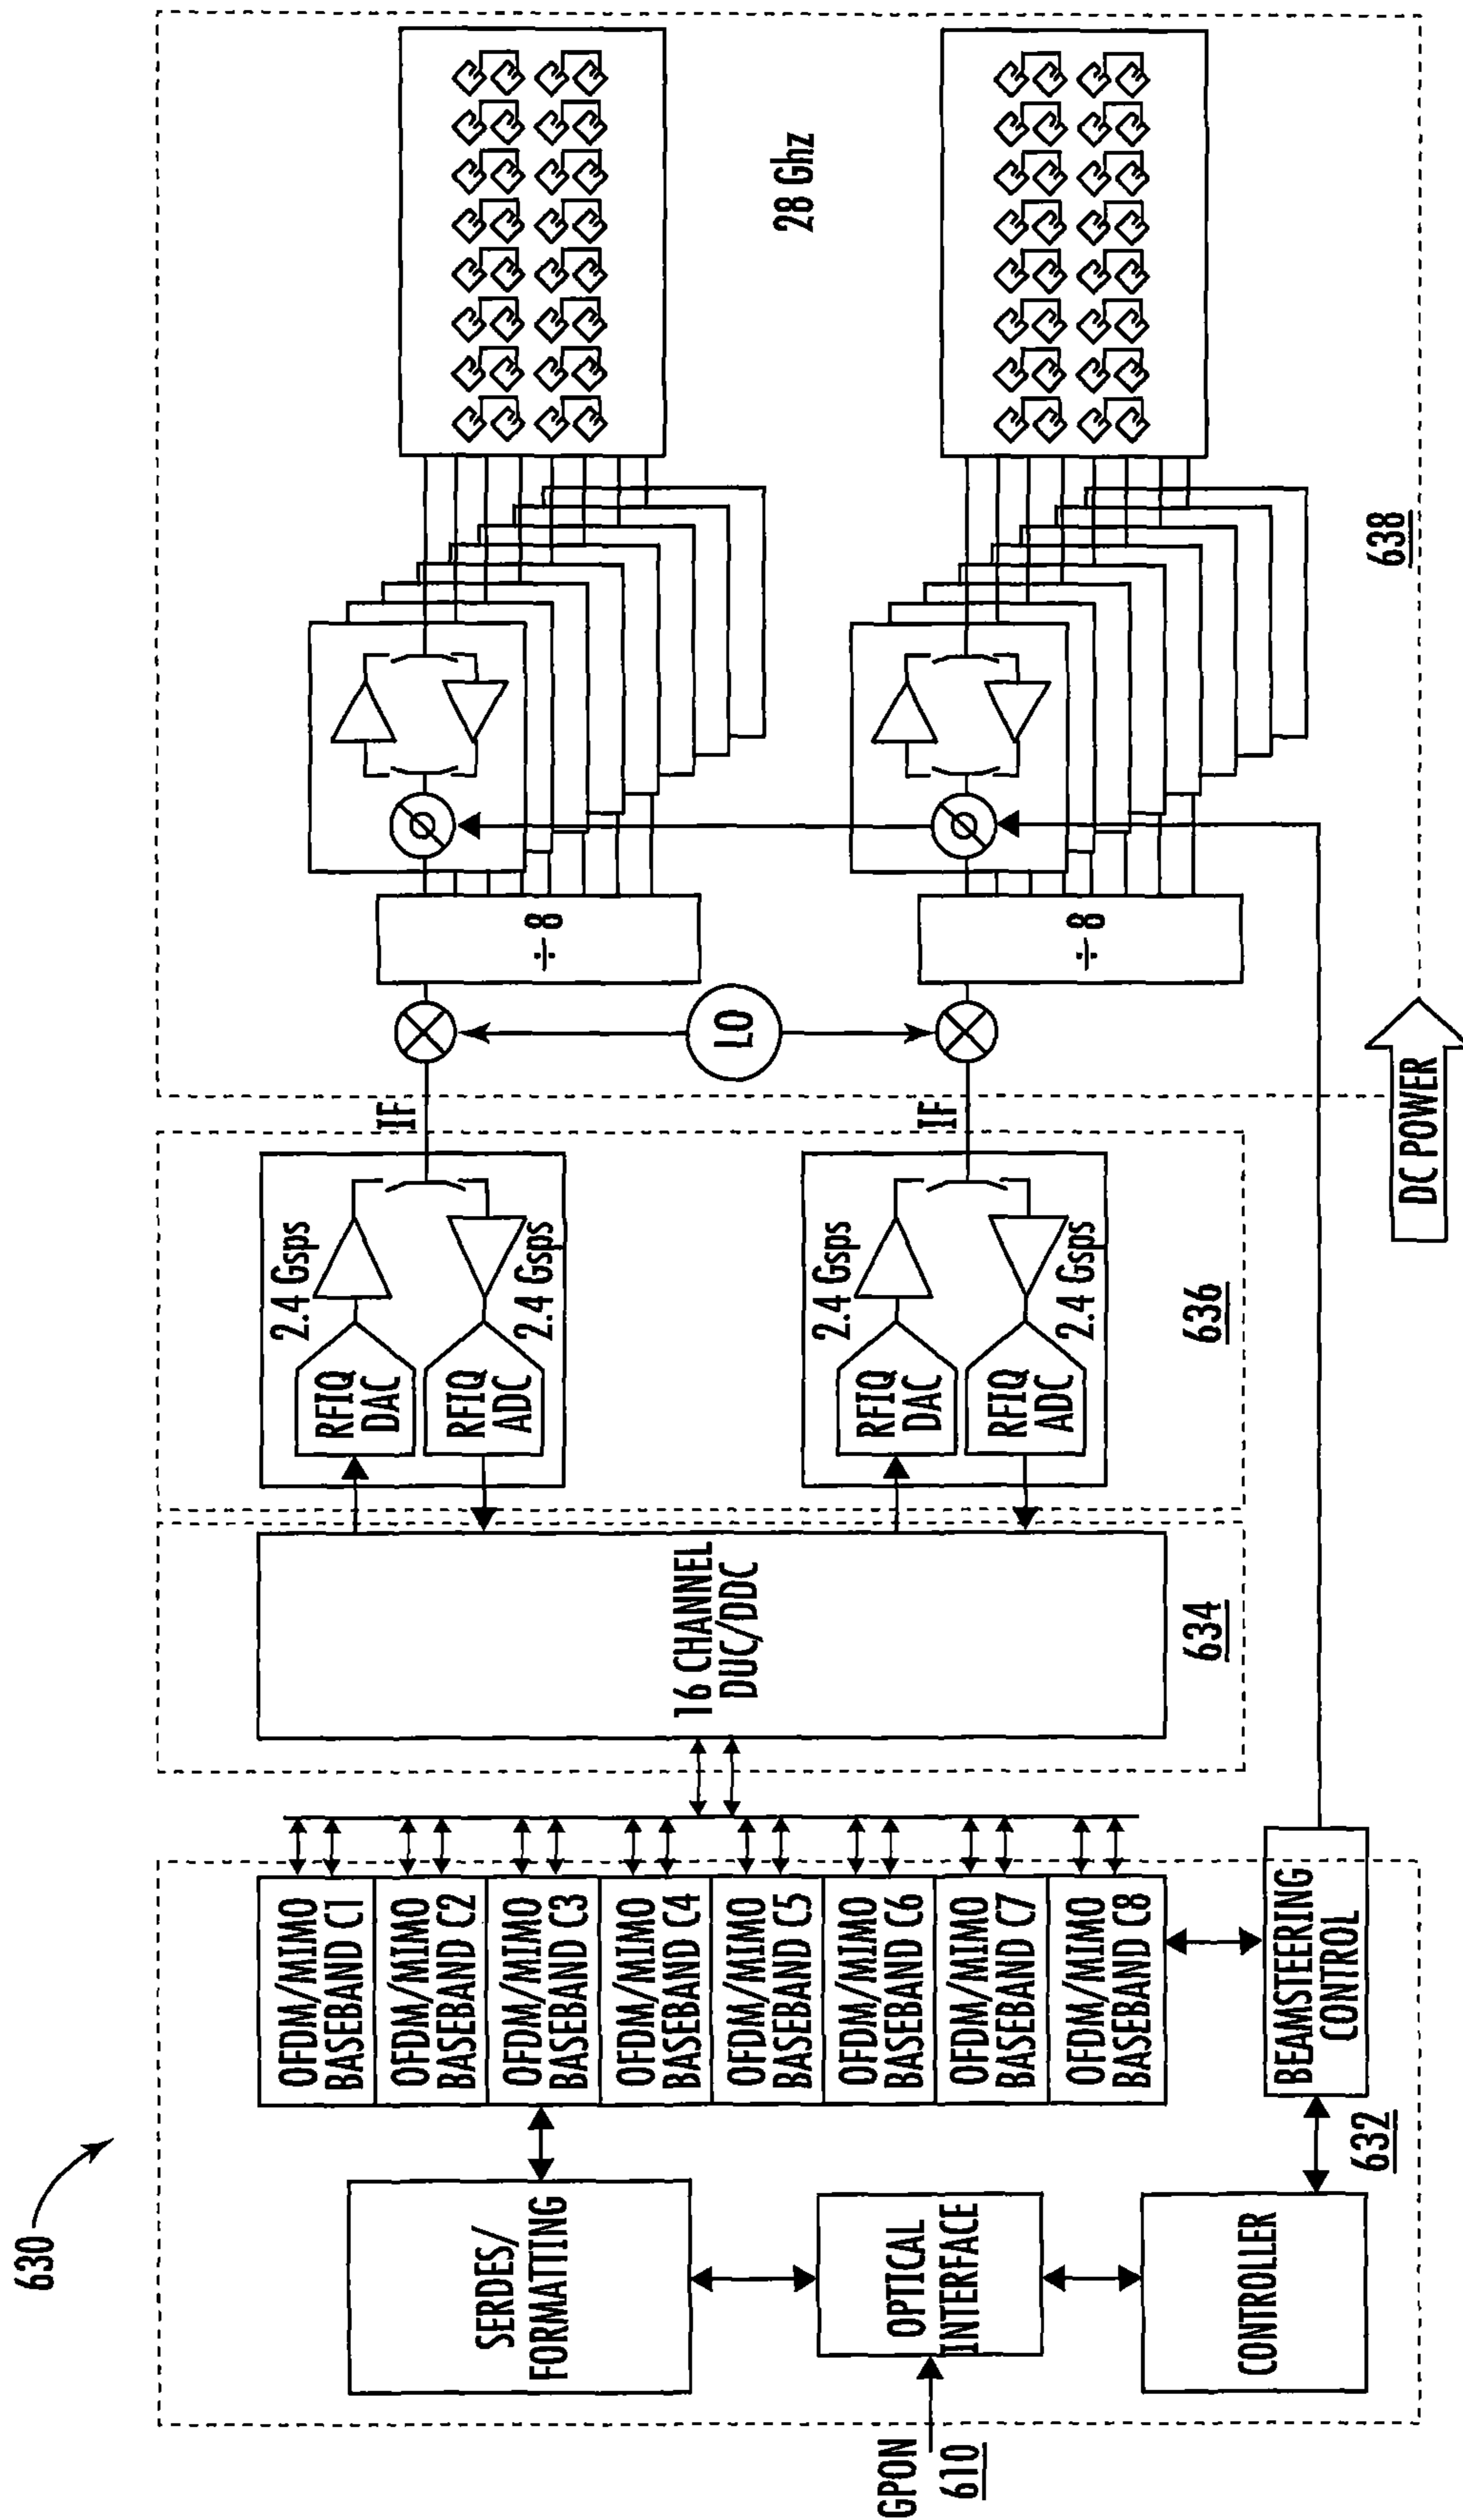 630
GPON
610
SERDES/
FORMATTING
OPTICAL
INTERFACE
CONTROLLER
632
OFDM/MIMO
BASEBAND C1
OFDM/MIMO
BASEBAND C2
OFDM/MIMO
BASEBAND C3
OFDM/MIMO
BASEBAND C4
OFDM/MIMO
BASEBAND C5
OFDM/MIMO
BASEBAND C6
OFDM/MIMO
BASEBAND C7
OFDM/MIMO
BASEBAND C8
BEAMSTEERING
CONTROL
16 CHANNEL
DUC/DDC
634
RFIQ
DAC
2.4 Gsps
RFIQ
ADC
2.4 Gsps
RFIQ
DAC
2.4 Gsps
RFIQ
ADC
2.4 Gsps
636
IF
IF
LO
÷ 8
÷ 8
28 Ghz
638
DC POWER